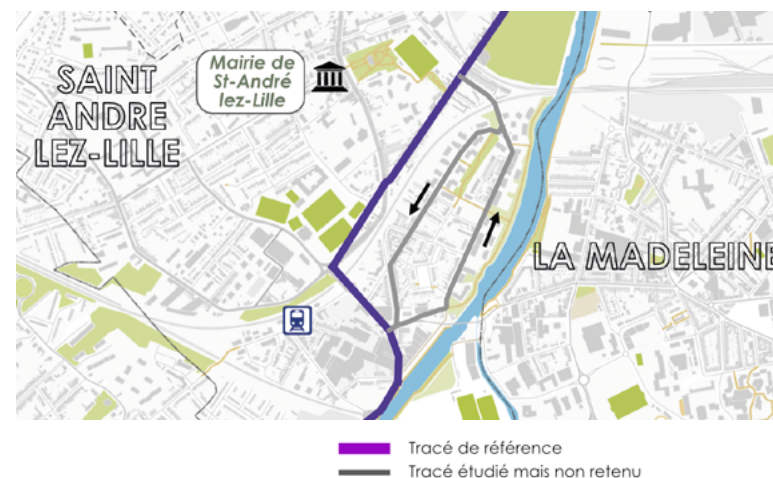 Mairie de
St-André
lez-Lille
SAINT
ANDRE
LEZ-LILLE
LA MADELEINE
Tracé de référence
Tracé étudié mais non retenu